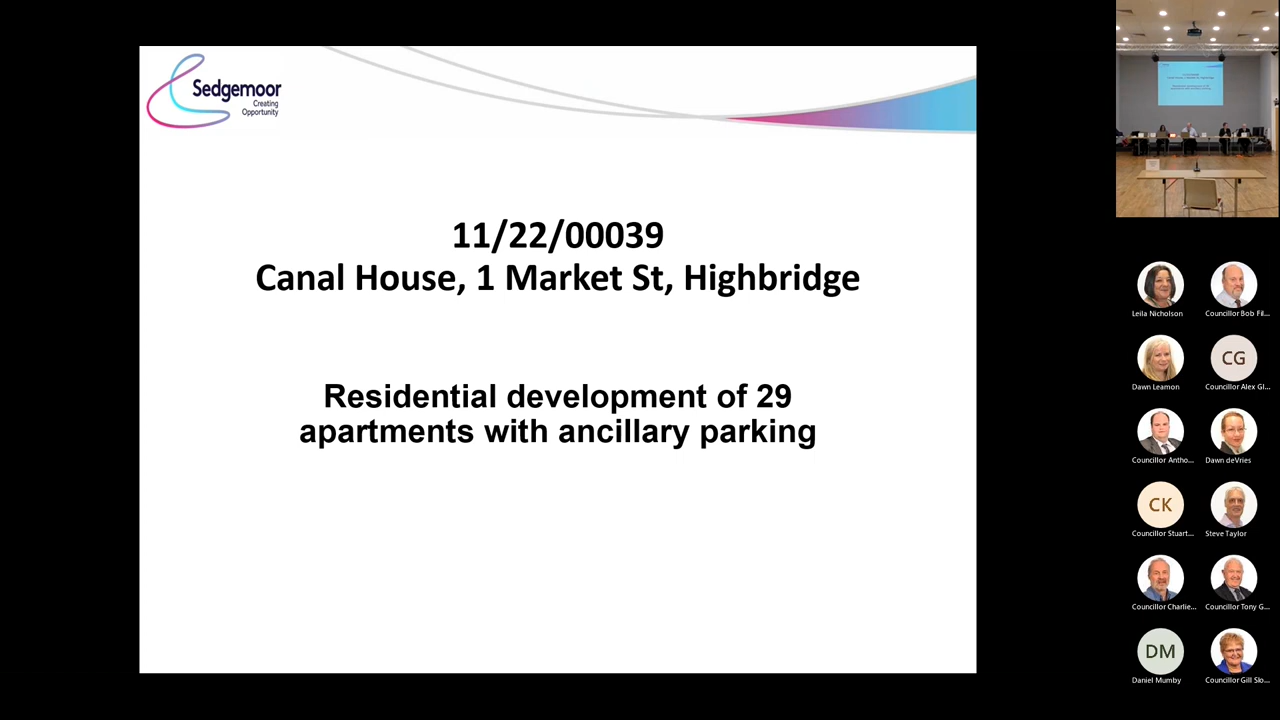 Sedgemoor
Creating
Opportunity
11/22/00039
Canal House, 1 Market St, Highbridge
Residential development of 29
apartments with ancillary parking
Leila Nicholson
Councillor Bob Fil...
Dawn Leamon
CG
Councillor Alex Gl...
Councillor Antho...
Dawn deVries
CK
Councillor Stuart...
Steve Taylor
Councillor Charlie...
Councillor Tony G...
DM
Daniel Mumby
Councillor Gill Slo...